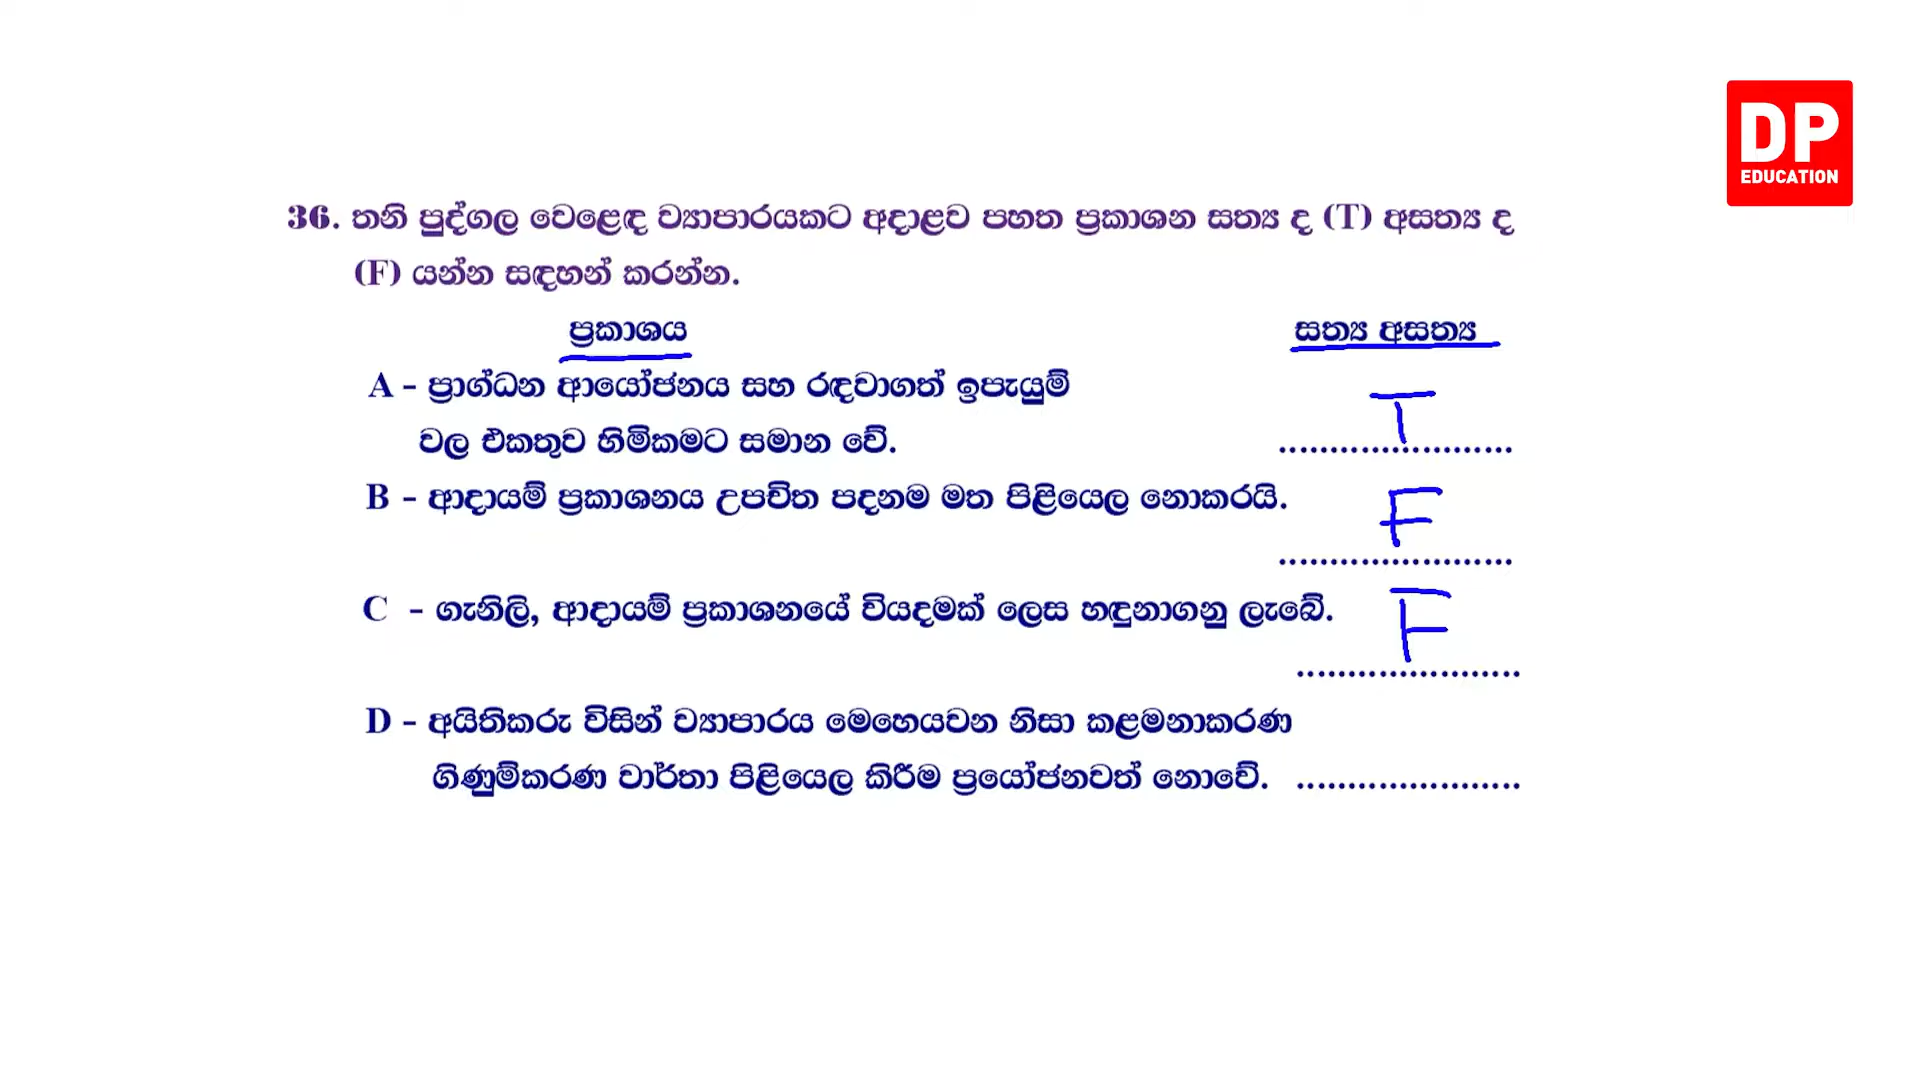 DP
EDUCATION
36. තනි පුද්ගල වෙළෙඳ ව්‍යාපාරයකට අදාළව පහත ප්‍රකාශන සත්‍ය ද (T) අසත්‍ය ද
(F) යන්න සඳහන් කරන්න.
ප්‍රකාශය සත්‍ය අසත්‍ය
A - ප්‍රාග්ධන ආයෝජනය සහ රඳවාගත් ඉපැයුම්
වල එකතුව හිමිකමට සමාන වේ. ....................... T
B - ආදායම් ප්‍රකාශනය උපචිත පදනම මත පිළියෙල නොකරයි.
....................... F
C - ගැනිලි, ආදායම් ප්‍රකාශනයේ වියදමක් ලෙස හඳුනාගනු ලැබේ.
...................... F
D - අයිතිකරු විසින් ව්‍යාපාරය මෙහෙයවන නිසා කළමනාකරණ
ගිණුම්කරණ වාර්තා පිළියෙල කිරීම ප්‍රයෝජනවත් නොවේ. ......................